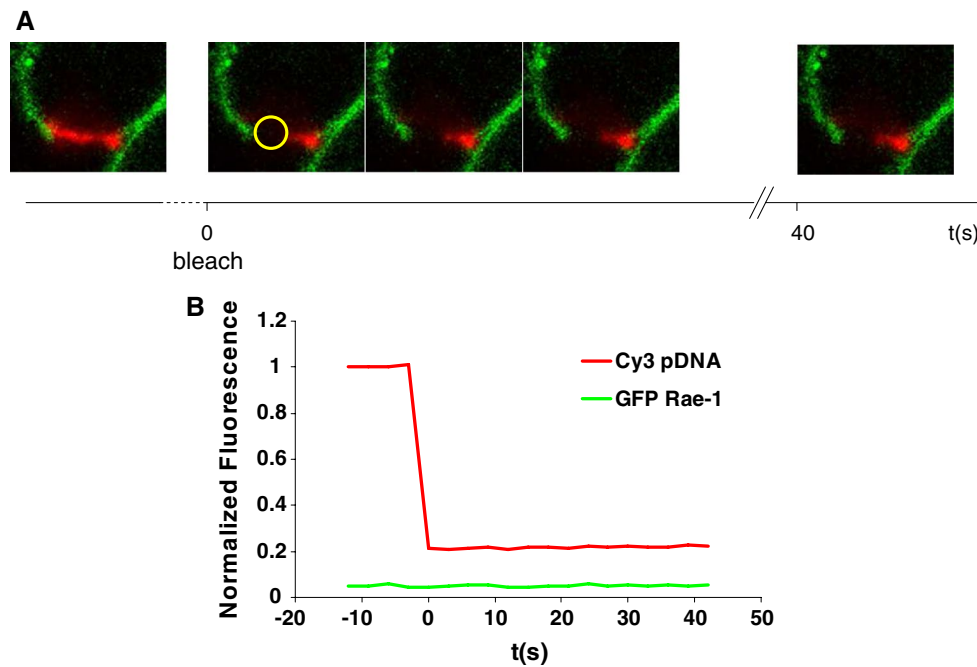 A
0
bleach
40
t(s)
B
Normalized Fluorescence
1.2
1
0.8
0.6
0.4
0.2
0
Cy3 pDNA
GFP Rae-1
-20
-10
0
10
20
30
40
50
t(s)